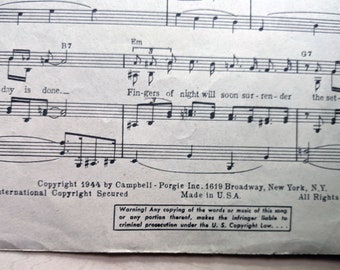 B7 Em G7
3 3
day is done. Fin-gers of night will soon sur-ren-der the set-
Copyright 1944 by Campbell-Porgie Inc. 1619 Broadway, New York, N.Y.
nternational Copyright Secured Made in U.S.A. All Rights
Warning! Any copying of the words or music of this song
or any portion thereof, makes the infringer liable to
criminal prosecution under the U. S. Copyright Law. . . .